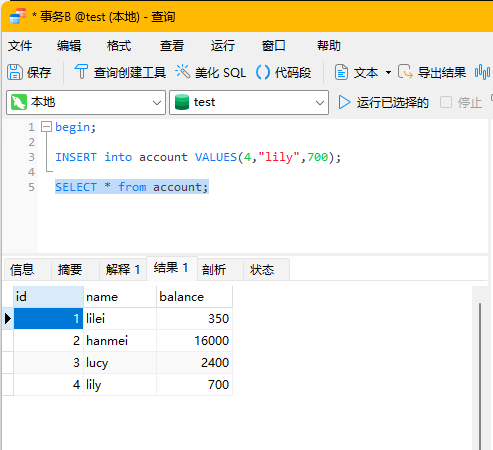 * 事务B @test (本地) - 查询
文件 编辑 格式 查看 运行 窗口 帮助
保存 查询创建工具 美化 SQL () 代码段 文本 导出结果
本地 test 运行已选择的 停止
1 begin;
2
3 INSERT into account VALUES(4,"lily",700);
4
5 SELECT * from account;
信息 摘要 解释 1 结果 1 剖析 状态
id name balance
1 lilei 350
2 hanmei 16000
3 lucy 2400
4 lily 700